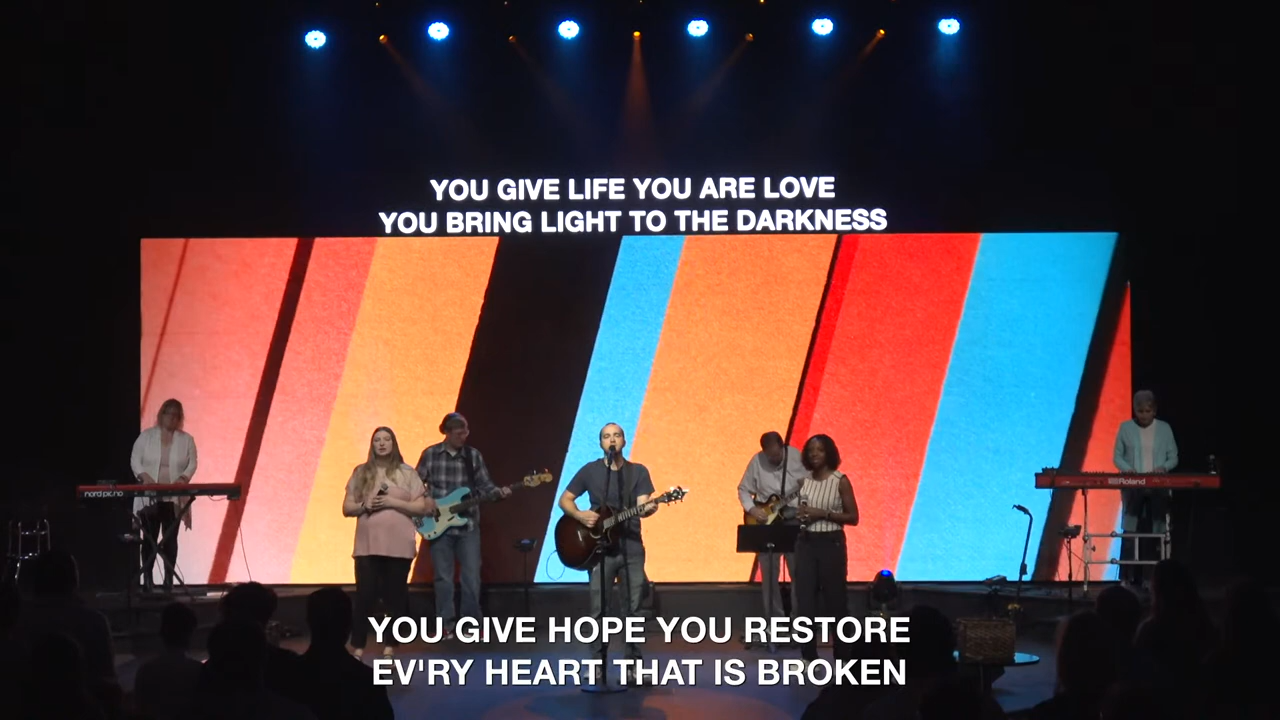 YOU GIVE LIFE YOU ARE LOVE
YOU BRING LIGHT TO THE DARKNESS
nord piano
Roland
YOU GIVE HOPE YOU RESTORE
EV'RY HEART THAT IS BROKEN